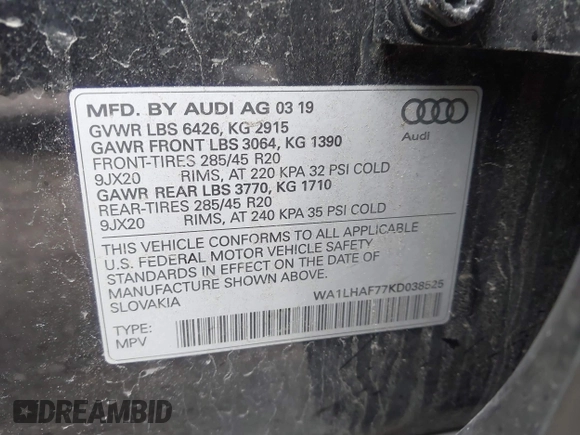 MFD. BY AUDI AG 03 19
GVWR LBS 6426, KG 2915
GAWR FRONT LBS 3064, KG 1390
FRONT-TIRES 285/45 R20
9JX20 RIMS, AT 220 KPA 32 PSI COLD
GAWR REAR LBS 3770, KG 1710
REAR-TIRES 285/45 R20
9JX20 RIMS, AT 240 KPA 35 PSI COLD
THIS VEHICLE CONFORMS TO ALL APPLICABLE
U.S. FEDERAL MOTOR VEHICLE SAFETY
STANDARDS IN EFFECT ON THE DATE OF
MANUFACTURE SHOWN ABOVE.
SLOVAKIA
WA1LHAF77KD038525
TYPE:
MPV
Audi
DREAMBID